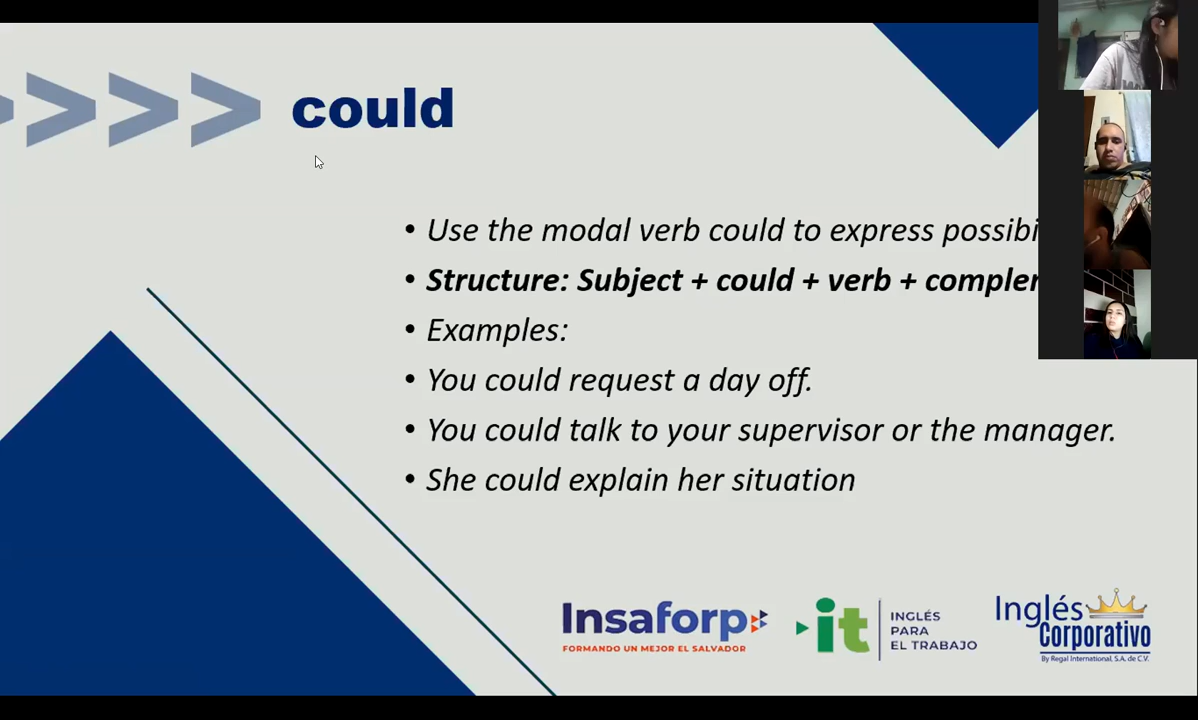 could
• Use the modal verb could to express possibi
• Structure: Subject + could + verb + compler
• Examples:
• You could request a day off.
• You could talk to your supervisor or the manager.
• She could explain her situation
Insaforp
FORMANDO UN MEJOR EL SALVADOR
it
INGLÉS
PARA
EL TRABAJO
Inglés
Corporativo
By Regal International, S.A. de C.V.